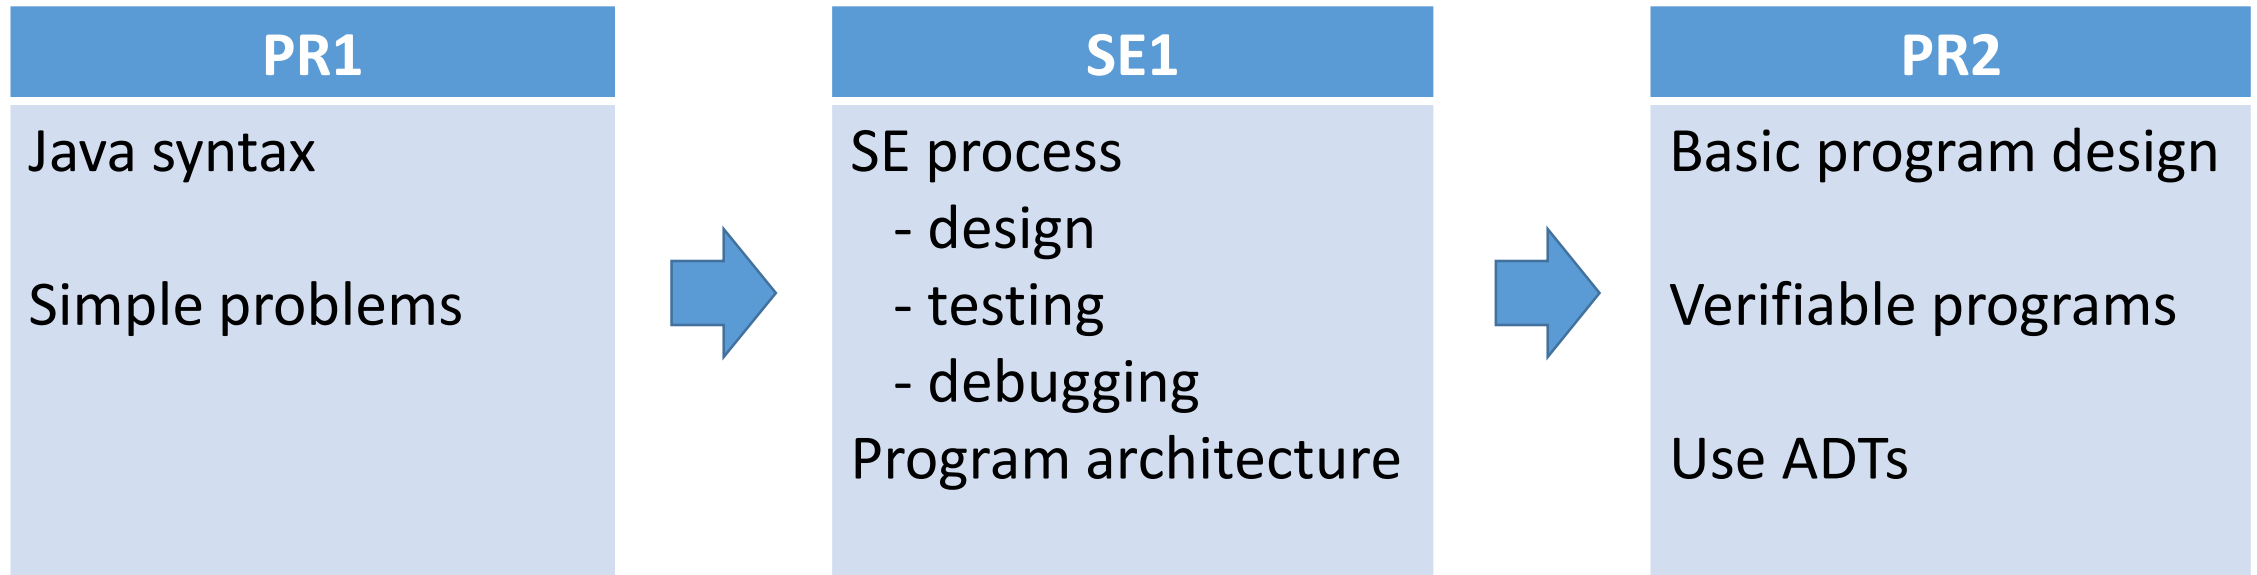 PR1
Java syntax
Simple problems
SE1
SE process
- design
- testing
- debugging
Program architecture
PR2
Basic program design
Verifiable programs
Use ADTs